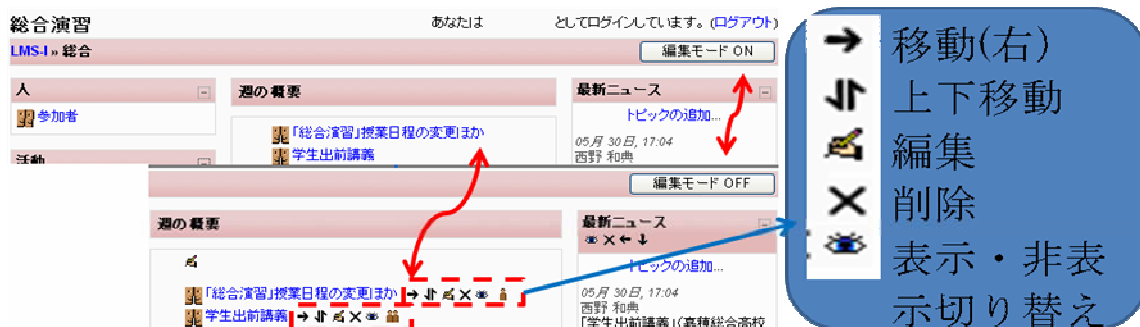 総合演習
あなたは としてログインしています。(ログアウト)
LMS-I » 総合
編集モード ON
人
参加者
活動
週の概要
「総合演習」授業日程の変更ほか
学生出前講義
最新ニュース
トピックの追加...
05月 30日, 17:04
西野 和典
編集モード OFF
週の概要
「総合演習」授業日程の変更ほか
学生出前講義
最新ニュース
トピックの追加...
05月 30日, 17:04
西野 和典
「学生出前講義」(嘉穂総合高校
移動(右)
上下移動
編集
削除
表示・非表
示切り替え